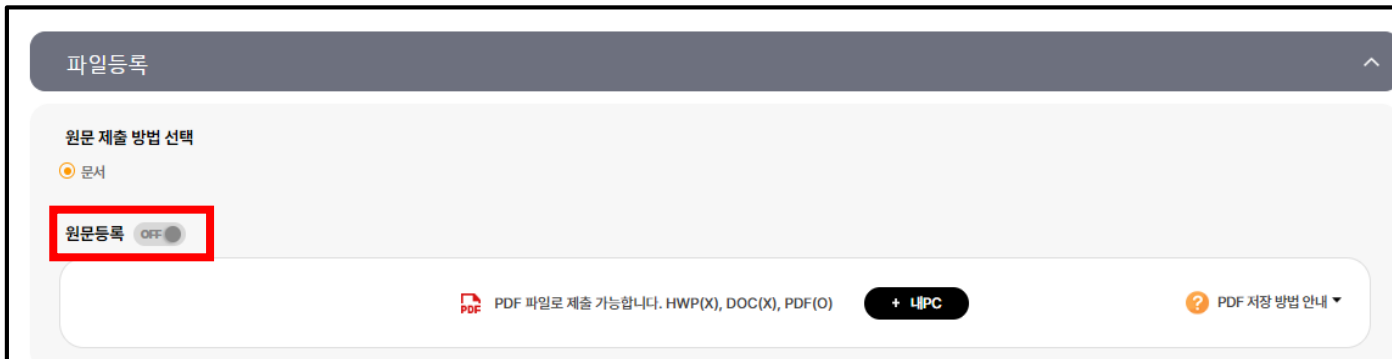 파일등록
원문 제출 방법 선택
문서
원문등록 OFF
PDF PDF 파일로 제출 가능합니다. HWP(X), DOC(X), PDF(O) + 내PC ? PDF 저장 방법 안내